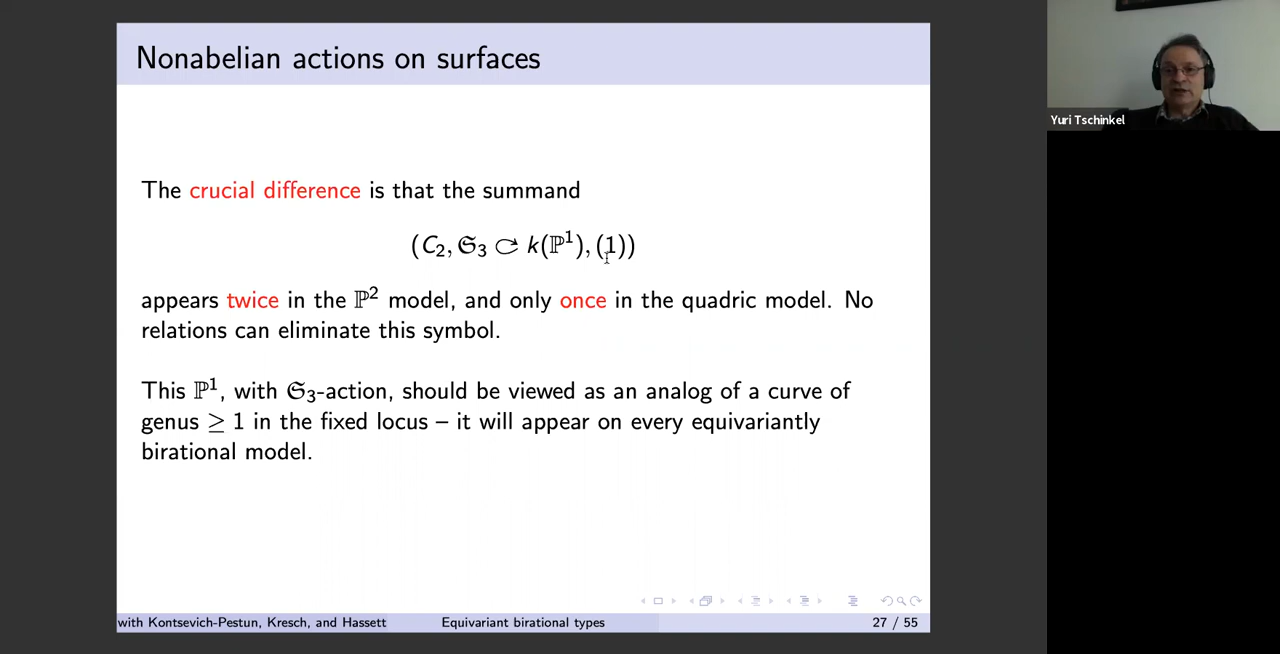 Nonabelian actions on surfaces
Yuri Tschinkel
The crucial difference is that the summand
(C₂, 𝔖₃ ⊂→ k(ℙ¹), (1))
appears twice in the ℙ² model, and only once in the quadric model. No
relations can eliminate this symbol.
This ℙ¹, with 𝔖₃-action, should be viewed as an analog of a curve of
genus ≥ 1 in the fixed locus – it will appear on every equivariantly
birational model.
with Kontsevich-Pestun, Kresch, and Hassett
Equivariant birational types
27 / 55